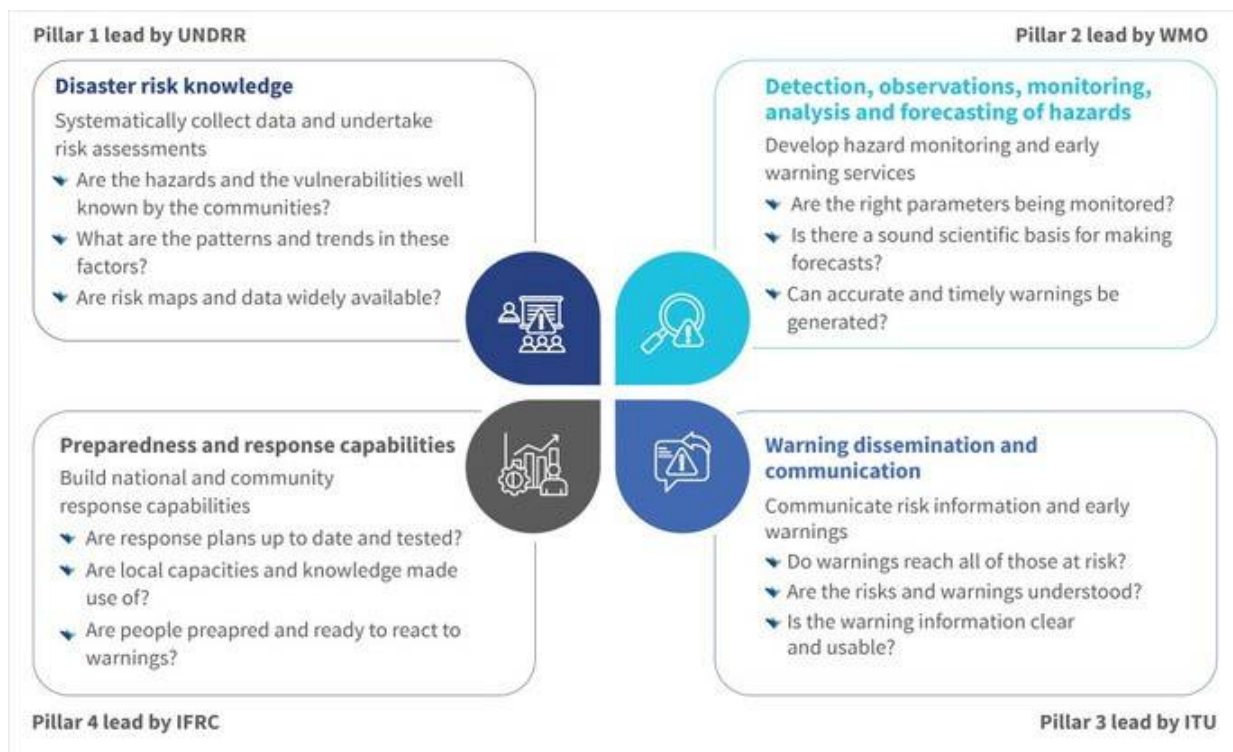 Pillar 1 lead by UNDRR
Disaster risk knowledge
Systematically collect data and undertake
risk assessments
Are the hazards and the vulnerabilities well
known by the communities?
What are the patterns and trends in these
factors?
Are risk maps and data widely available?
Pillar 2 lead by WMO
Detection, observations, monitoring,
analysis and forecasting of hazards
Develop hazard monitoring and early
warning services
Are the right parameters being monitored?
Is there a sound scientific basis for making
forecasts?
Can accurate and timely warnings be
generated?
Preparedness and response capabilities
Build national and community
response capabilities
Are response plans up to date and tested?
Are local capacities and knowledge made
use of?
Are people preapred and ready to react to
warnings?
Pillar 4 lead by IFRC
Warning dissemination and
communication
Communicate risk information and early
warnings
Do warnings reach all of those at risk?
Are the risks and warnings understood?
Is the warning information clear
and usable?
Pillar 3 lead by ITU